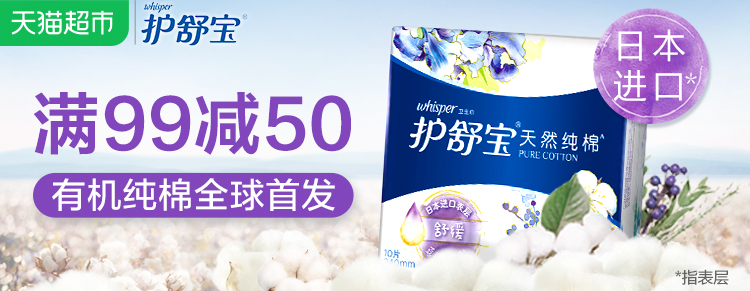 天猫超市
whisper
护舒宝®
满99减50
有机纯棉全球首发
日本
进口*
whisper 卫生巾
护舒宝®天然纯棉^
PURE COTTON
日本进口表层
舒缓
10片
240mm
*指表层